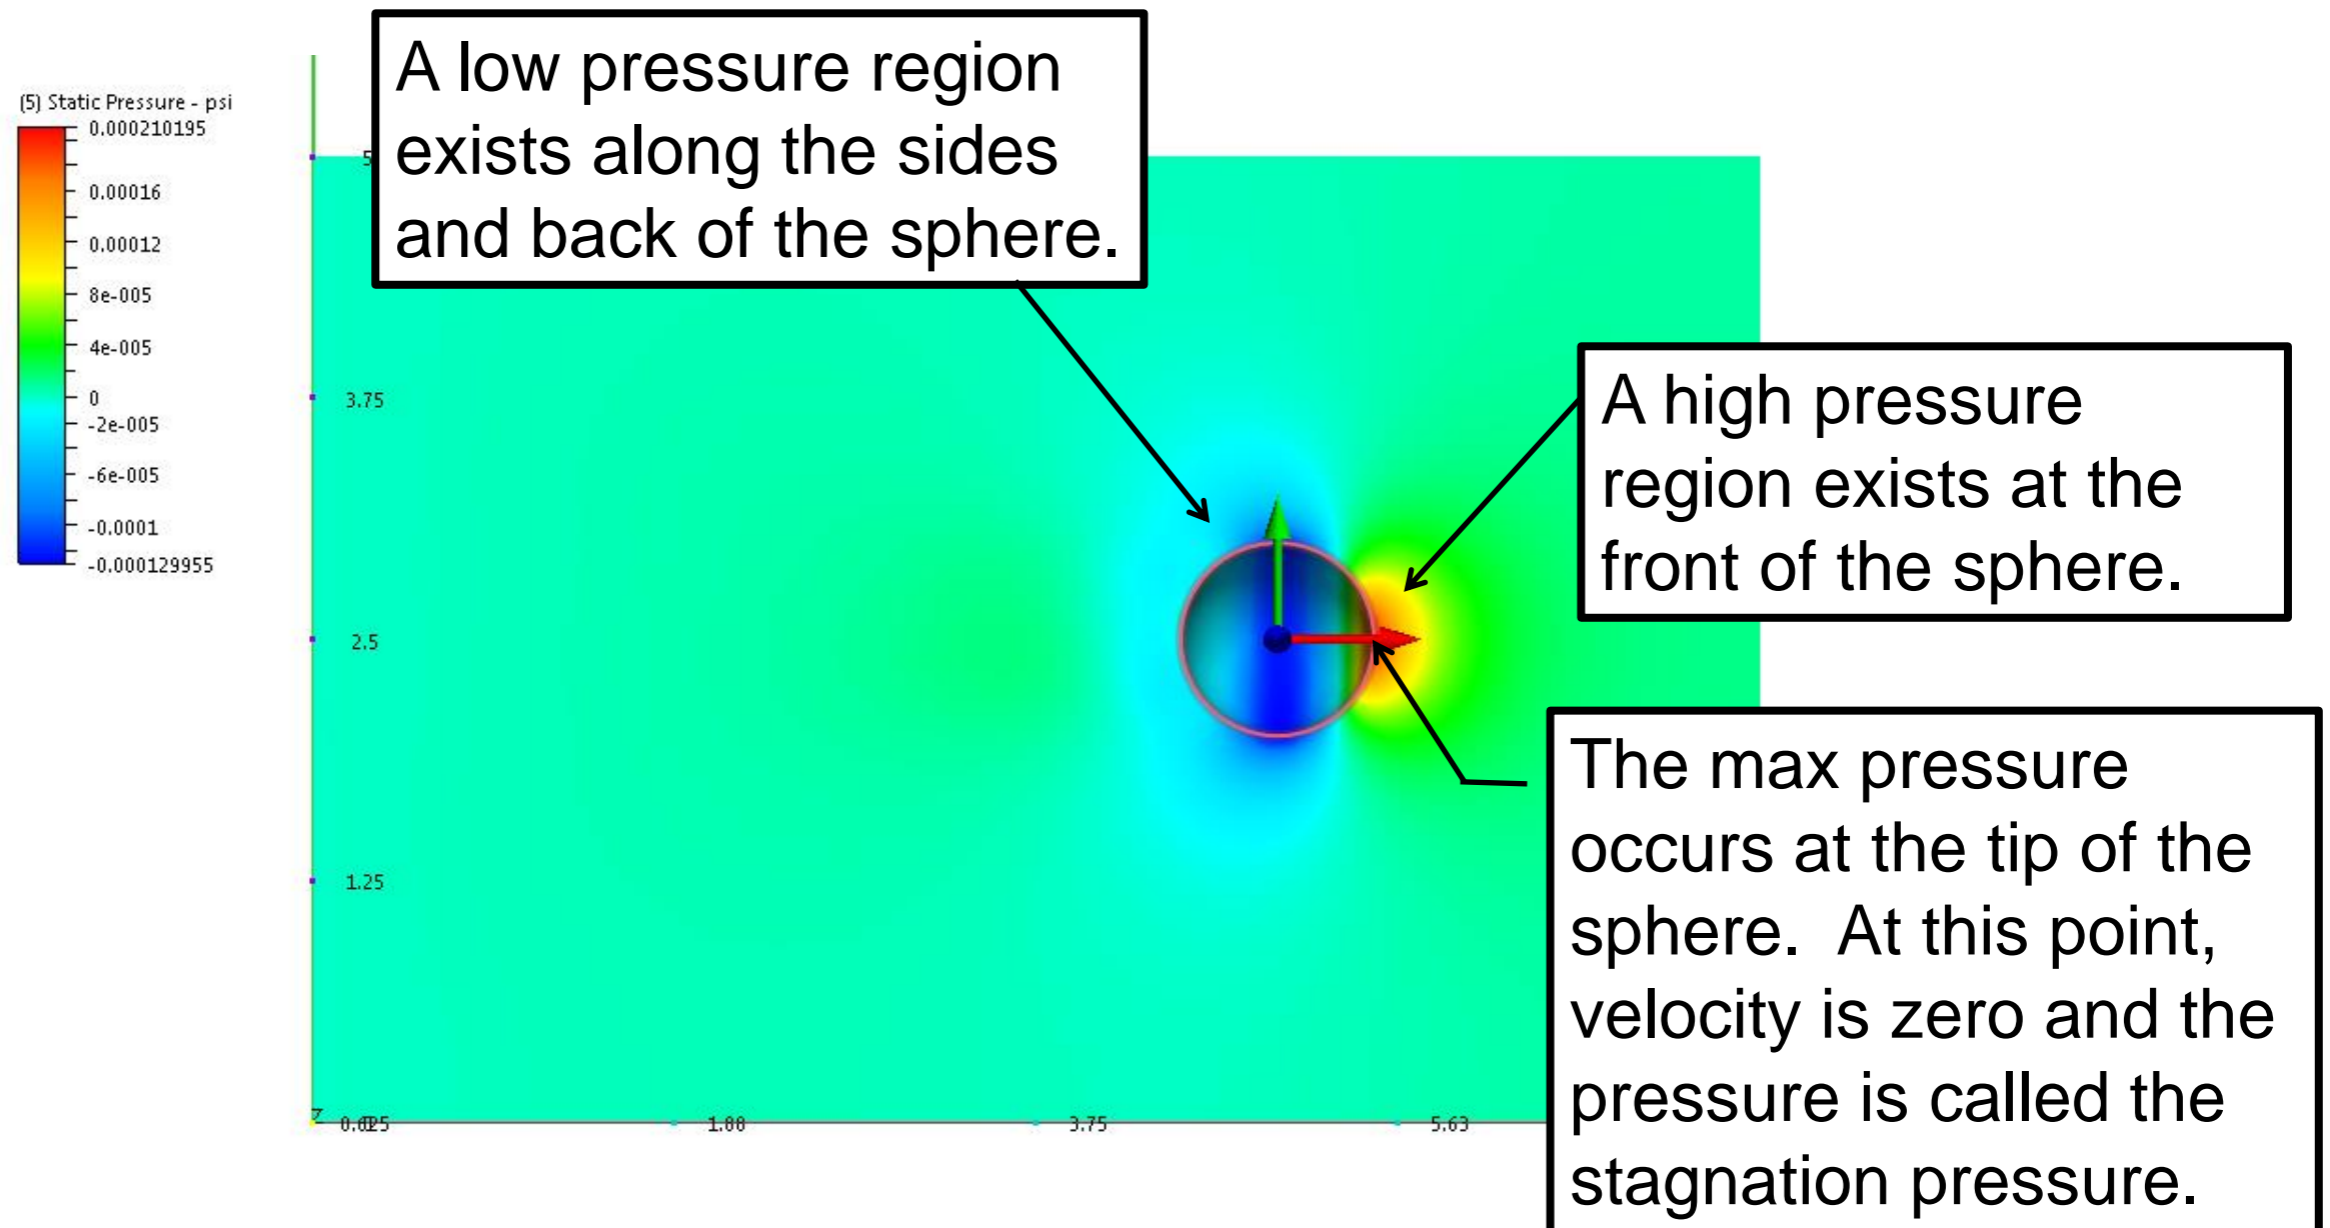 A low pressure region
exists along the sides
and back of the sphere.
(5) Static Pressure - psi
0.000210195
0.00016
0.00012
8e-005
4e-005
0
-2e-005
-6e-005
-0.0001
-0.000129955
5
3.75
2.5
1.25
A high pressure
region exists at the
front of the sphere.
The max pressure
occurs at the tip of the
sphere. At this point,
velocity is zero and the
pressure is called the
stagnation pressure.
1.88
3.75
5.63